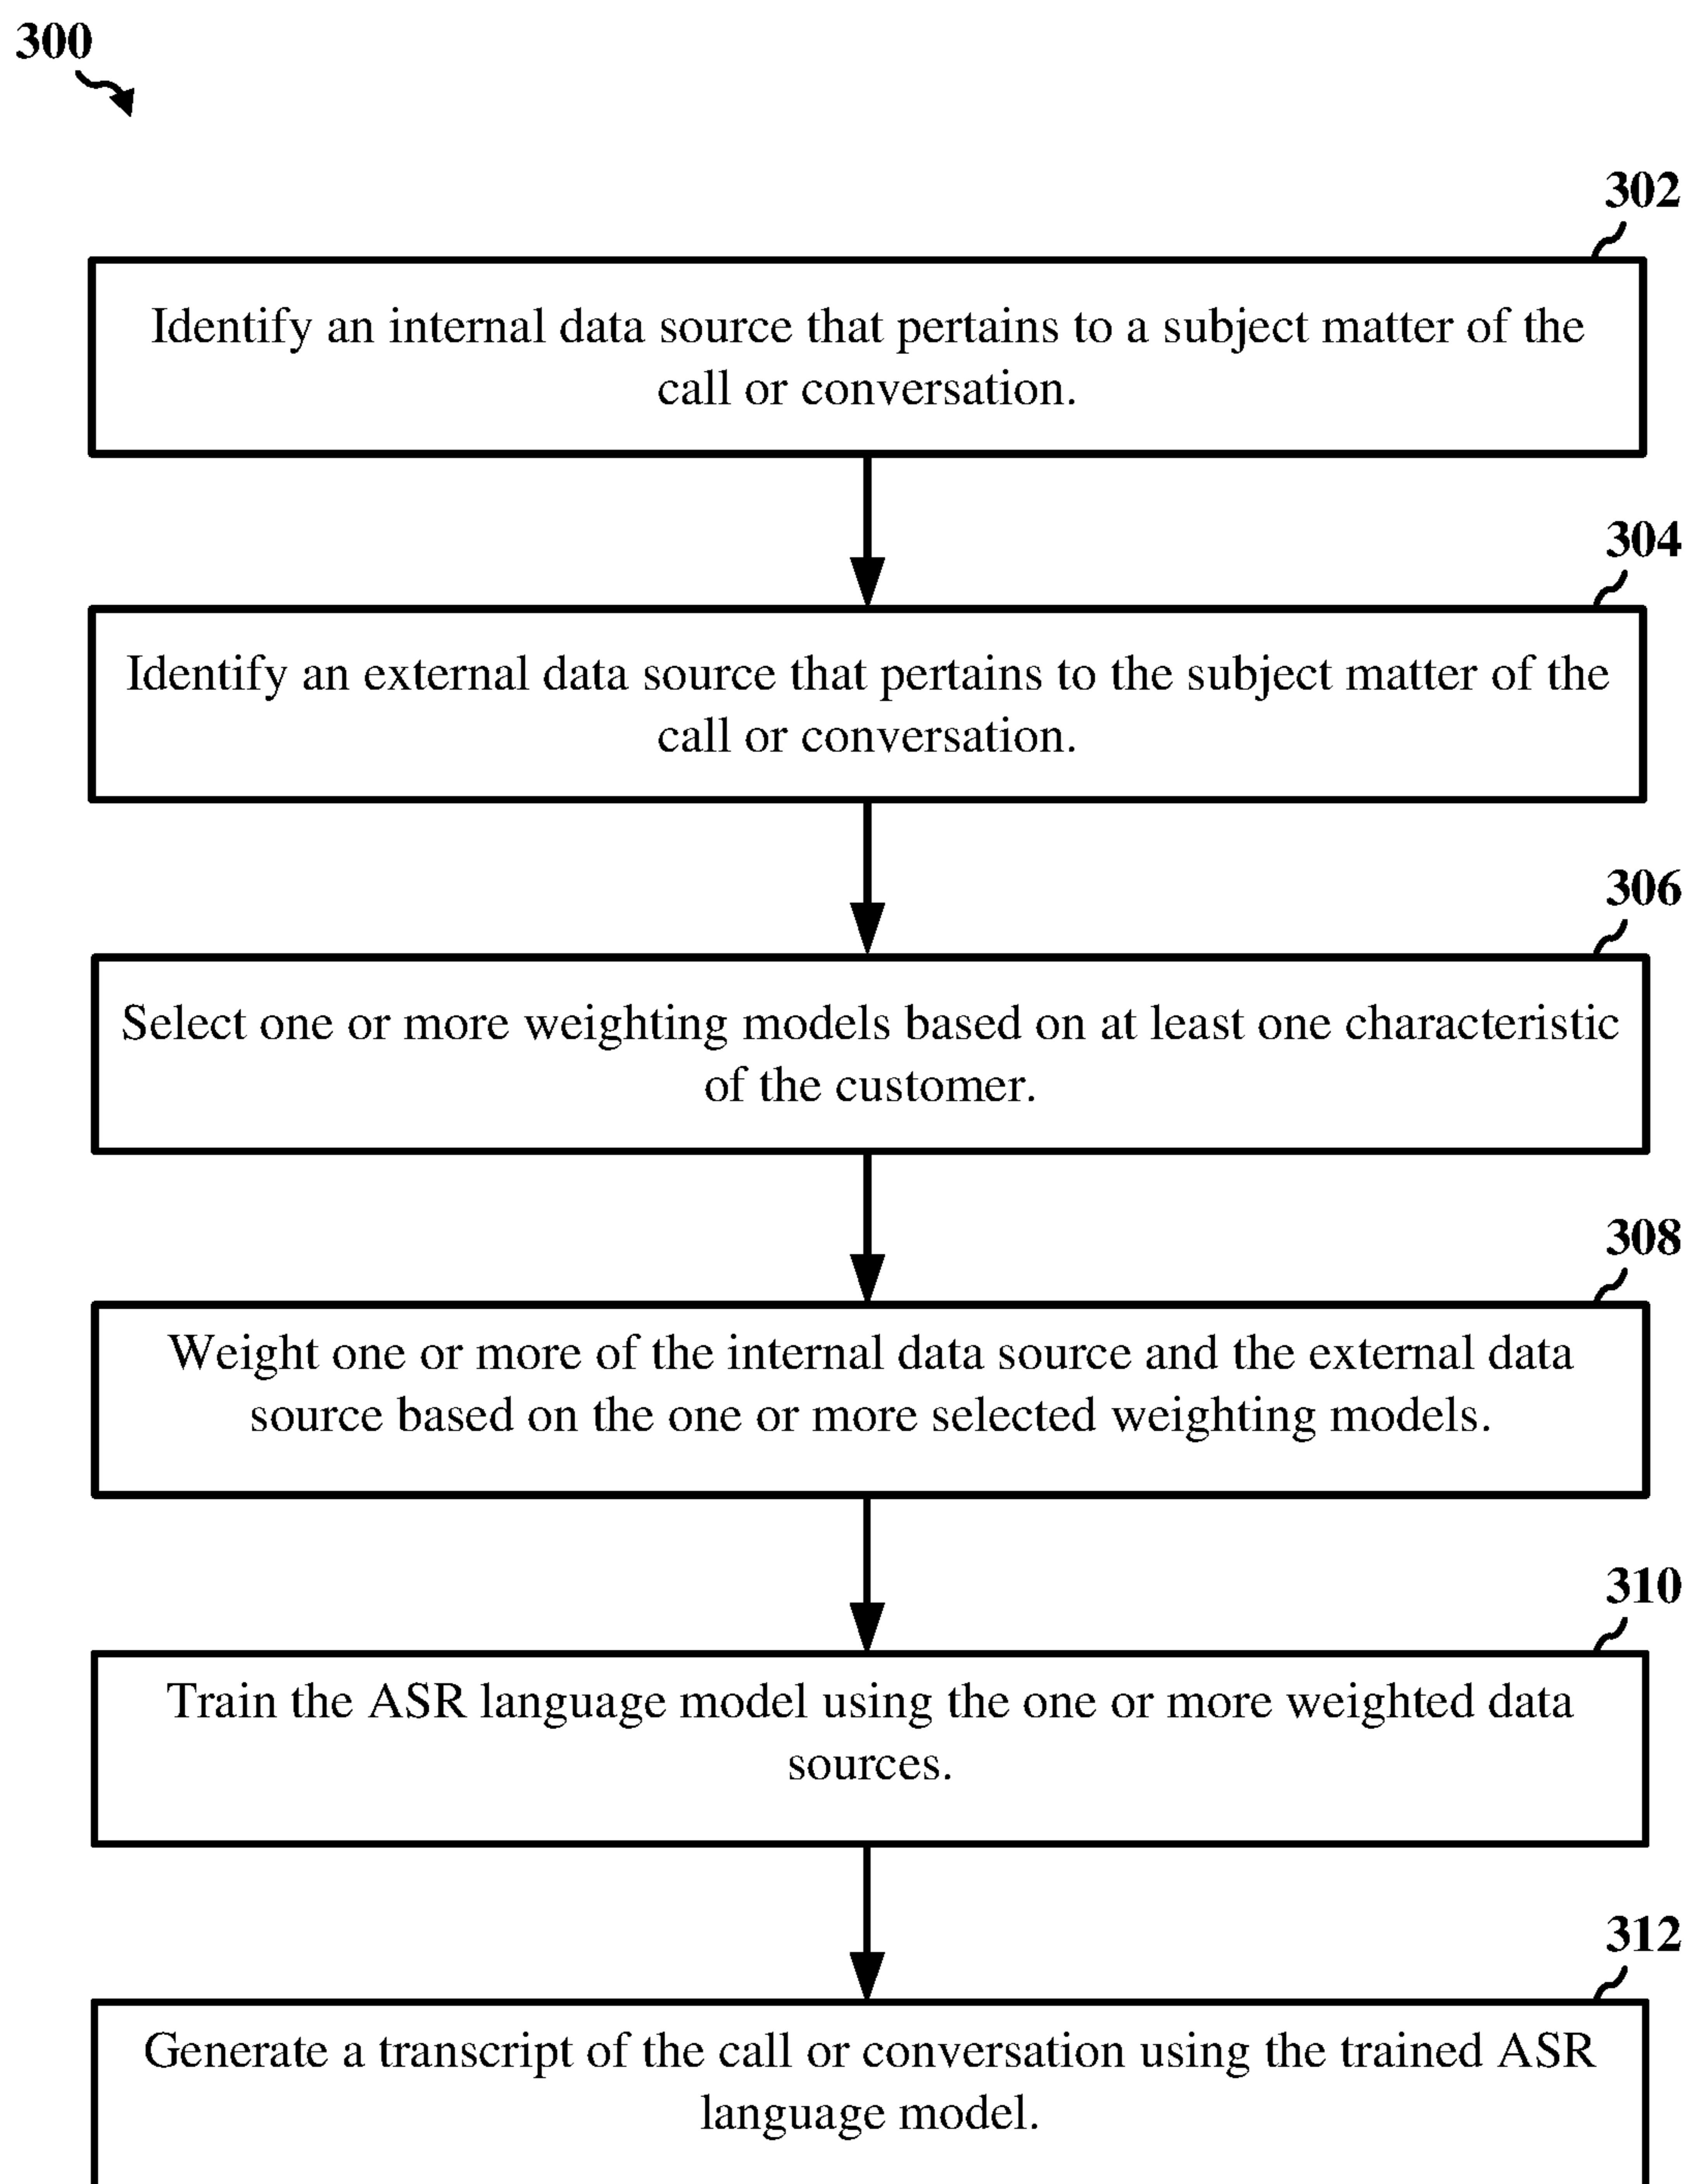 300
302
Identify an internal data source that pertains to a subject matter of the
call or conversation.
304
Identify an external data source that pertains to the subject matter of the
call or conversation.
306
Select one or more weighting models based on at least one characteristic
of the customer.
308
Weight one or more of the internal data source and the external data
source based on the one or more selected weighting models.
310
Train the ASR language model using the one or more weighted data
sources.
312
Generate a transcript of the call or conversation using the trained ASR
language model.